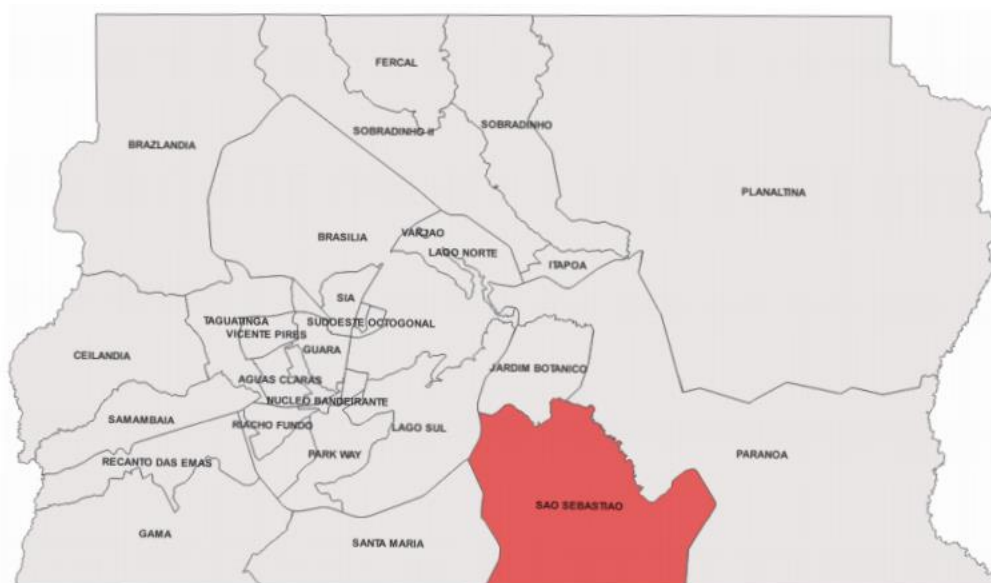 FERCAL
SOBRADINHO II
SOBRADINHO
BRAZLANDIA
PLANALTINA
BRASILIA
VARJAO
LAGO NORTE
ITAPOA
SIA
TAGUATINGA
SUDOESTE OCTOGONAL
VICENTE PIRES
GUARA
CEILANDIA
JARDIM BOTANICO
AGUAS CLARAS
NUCLEO BANDEIRANTE
SAMAMBAIA
RIACHO FUNDO
LAGO SUL
RECANTO DAS EMAS
PARK WAY
PARANOA
SAO SEBASTIAO
GAMA
SANTA MARIA